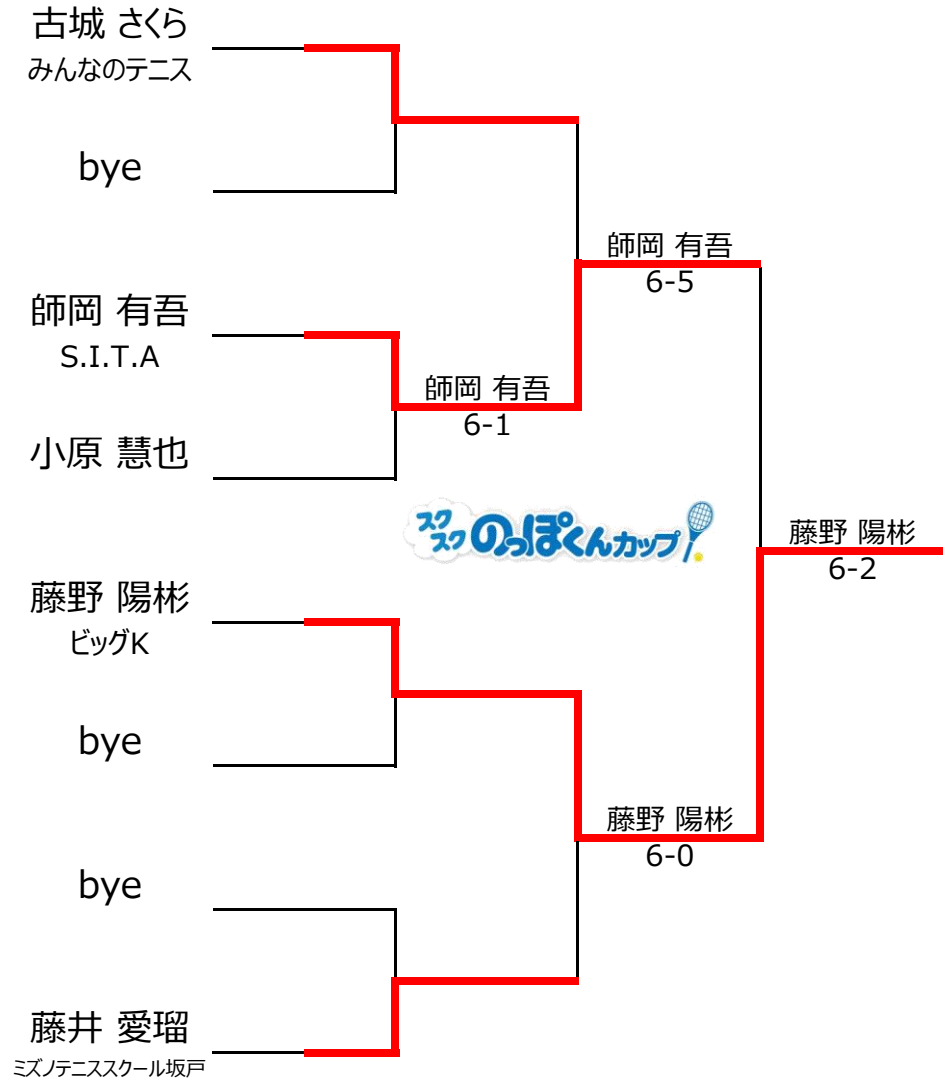 古城 さくら
みんなのテニス
bye
師岡 有吾
6-5
師岡 有吾
S.I.T.A
師岡 有吾
6-1
小原 慧也
スクスク のっぽくんカップ
藤野 陽彬
6-2
藤野 陽彬
ビッグK
bye
藤野 陽彬
6-0
bye
藤井 愛瑠
ミズノテニススクール坂戸